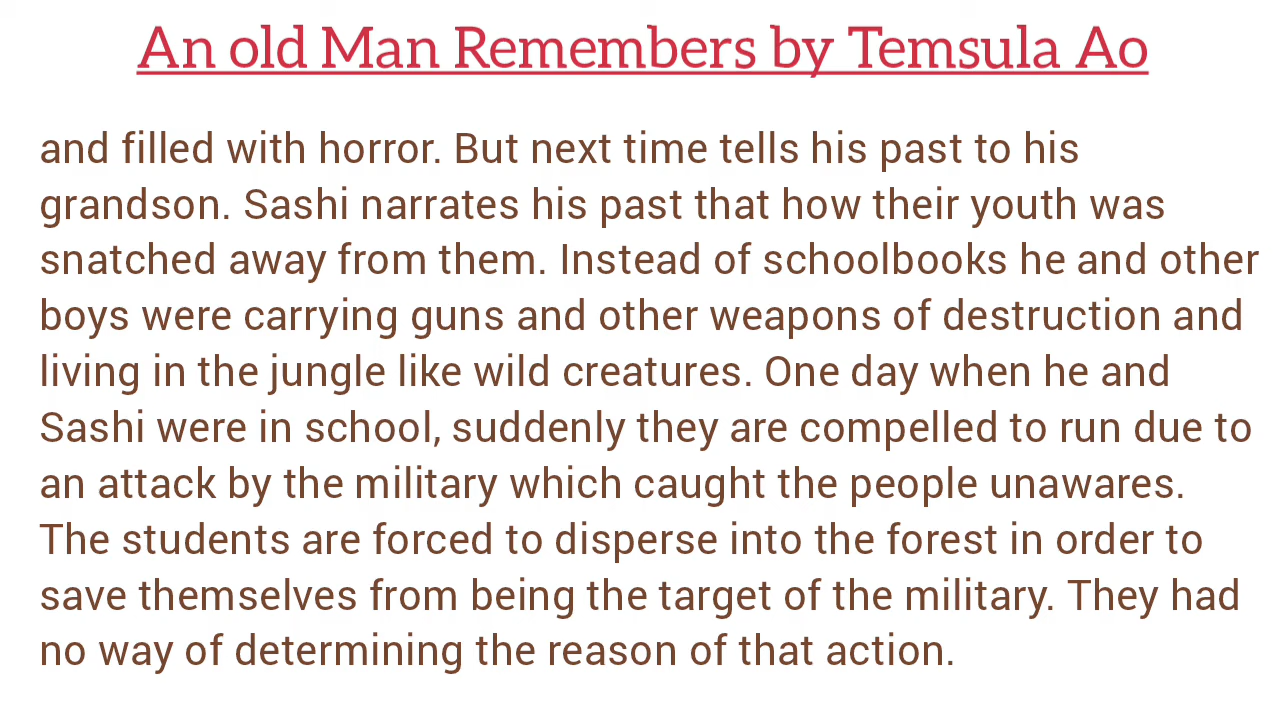 An old Man Remembers by Temsula Ao
and filled with horror. But next time tells his past to his
grandson. Sashi narrates his past that how their youth was
snatched away from them. Instead of schoolbooks he and other
boys were carrying guns and other weapons of destruction and
living in the jungle like wild creatures. One day when he and
Sashi were in school, suddenly they are compelled to run due to
an attack by the military which caught the people unawares.
The students are forced to disperse into the forest in order to
save themselves from being the target of the military. They had
no way of determining the reason of that action.